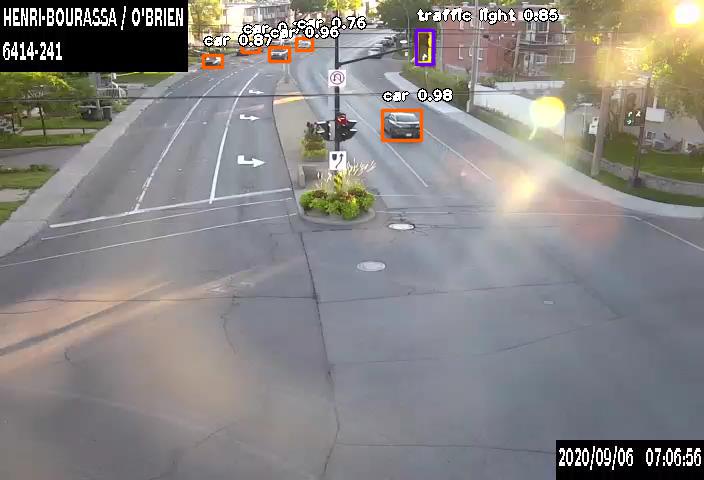 HENRI-BOURASSA / O'BRIEN
6414-241
car 0.87
car 0.96
0.76
traffic light 0.85
car 0.98
2020/09/06 07:06:56